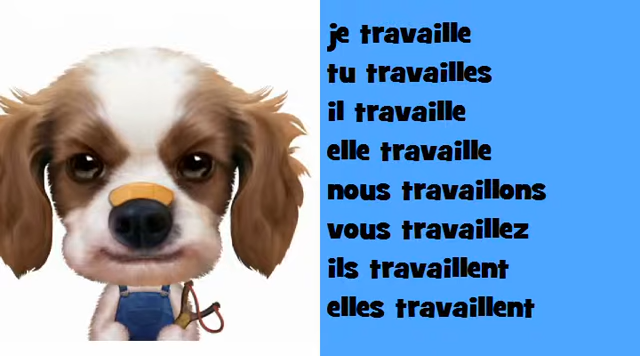 je travaille
tu travailles
il travaille
elle travaille
nous travaillons
vous travaillez
ils travaillent
elles travaillent